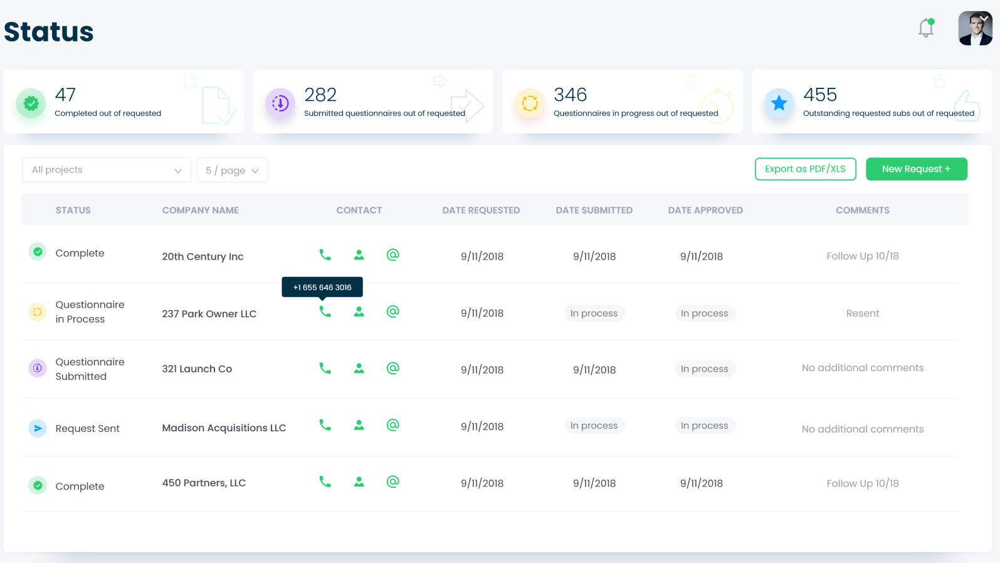 Status
47
Completed out of requested
282
Submitted questionnaires out of requested
346
Questionnaires in progress out of requested
455
Outstanding requested subs out of requested
All projects
5 / page
Export as PDF/XLS
New Request +
STATUS COMPANY NAME CONTACT DATE REQUESTED DATE SUBMITTED DATE APPROVED COMMENTS
Complete 20th Century Inc 9/11/2018 9/11/2018 9/11/2018 Follow Up 10/18
+1 655 646 3016
Questionnaire
in Process
237 Park Owner LLC 9/11/2018 In process In process Resent
Questionnaire
Submitted
321 Launch Co 9/11/2018 9/11/2018 In process No additional comments
Request Sent Madison Acquisitions LLC 9/11/2018 In process In process No additional comments
Complete 450 Partners, LLC 9/11/2018 9/11/2018 9/11/2018 Follow Up 10/18